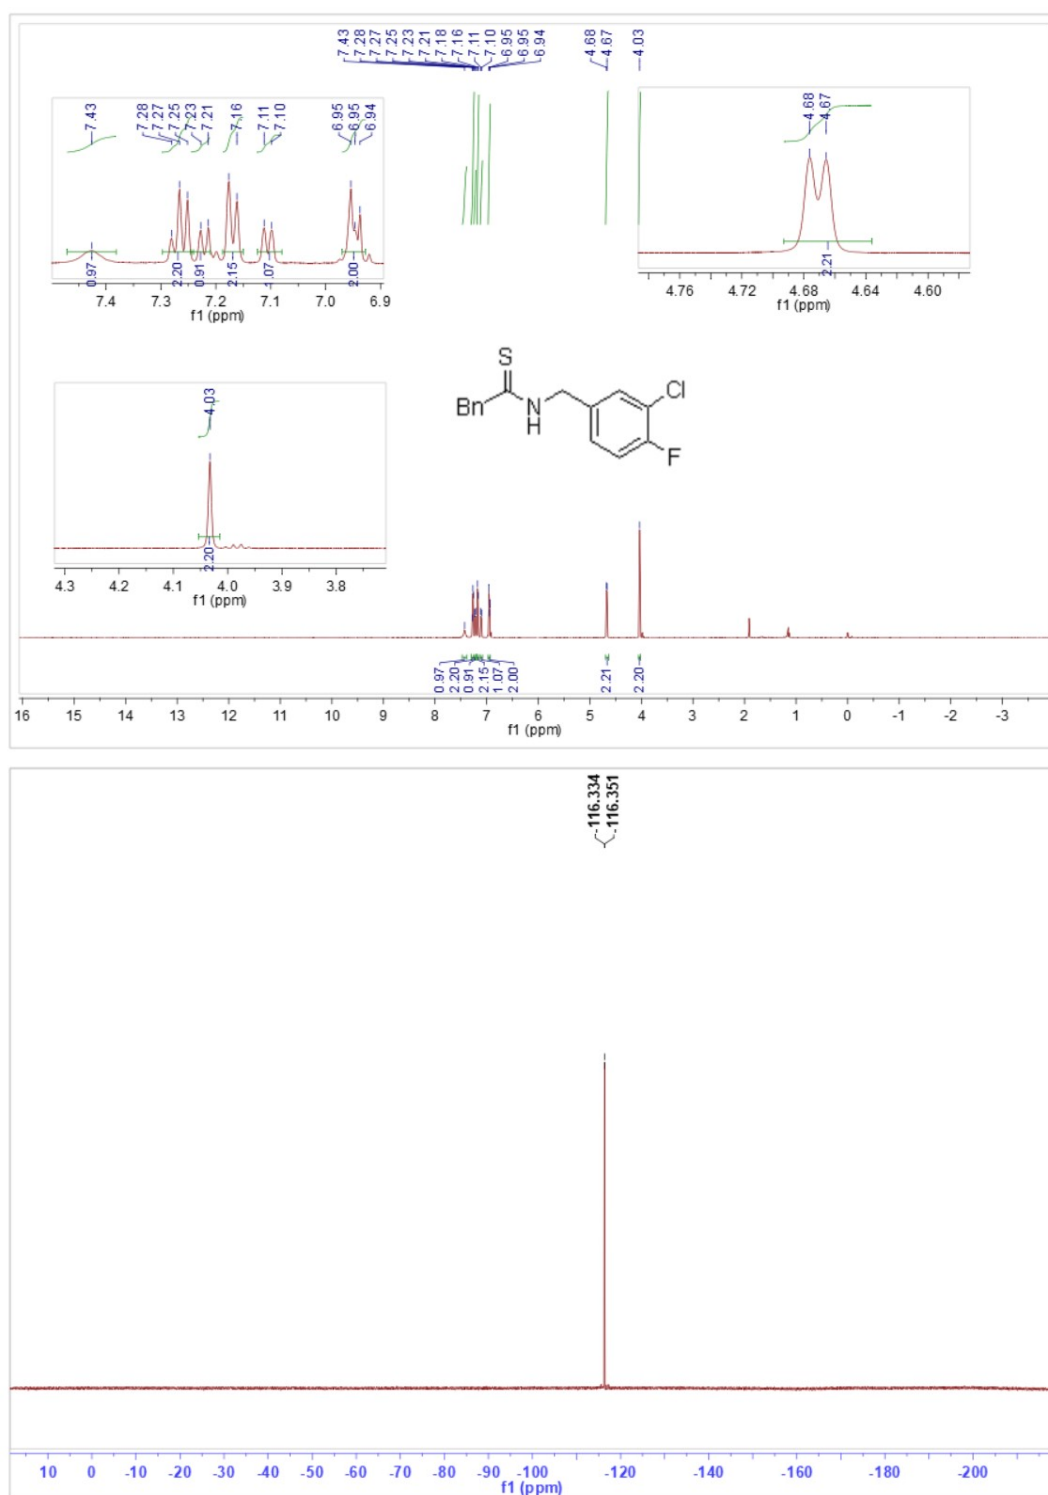 7.43 7.28 7.27 7.25 7.23 7.21 7.18 7.16 7.11 7.10 6.95 6.95 6.94 4.68 4.67 4.03
7.43 7.28 7.27 7.25 7.23 7.21 7.16 7.11 7.10 6.95 6.95 6.94
0.97 2.20 0.91 2.15 1.07 2.00
7.4 7.3 7.2 7.1 7.0 6.9
f1 (ppm)
4.68 4.67
2.21
4.76 4.72 4.68 4.64 4.60
f1 (ppm)
S
Bn N H Cl F
4.03
2.20
4.3 4.2 4.1 4.0 3.9 3.8
f1 (ppm)
0.97 2.20 0.91 2.15 1.07 2.00 2.21 2.20
16 15 14 13 12 11 10 9 8 7 6 5 4 3 2 1 0 -1 -2 -3
f1 (ppm)
-116.334
-116.351
10 0 -10 -20 -30 -40 -50 -60 -70 -80 -90 -100 -120 -140 -160 -180 -200
f1 (ppm)